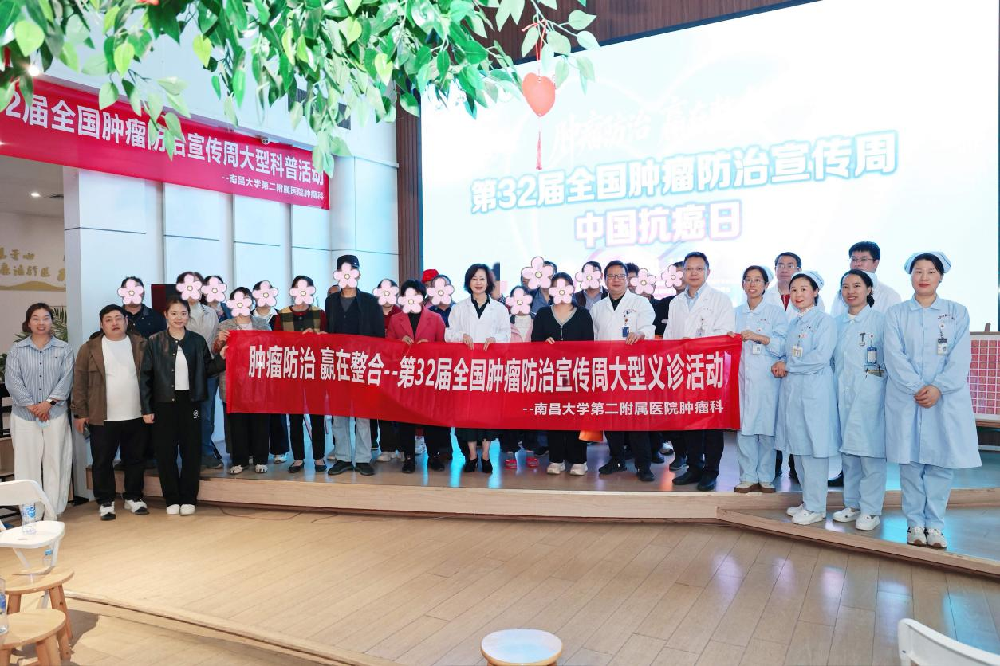 2届全国肿瘤防治宣传周大型科普活动
--南昌大学第二附属医院肿瘤科
肿瘤防治 赢在
第32届全国肿瘤防治宣传周
中国抗癌日
肿瘤防治 赢在整合--第32届全国肿瘤防治宣传周大型义诊活动
--南昌大学第二附属医院肿瘤科